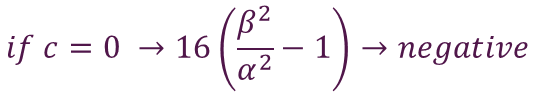 if c = 0 → 16 (β²/α² − 1) → negative